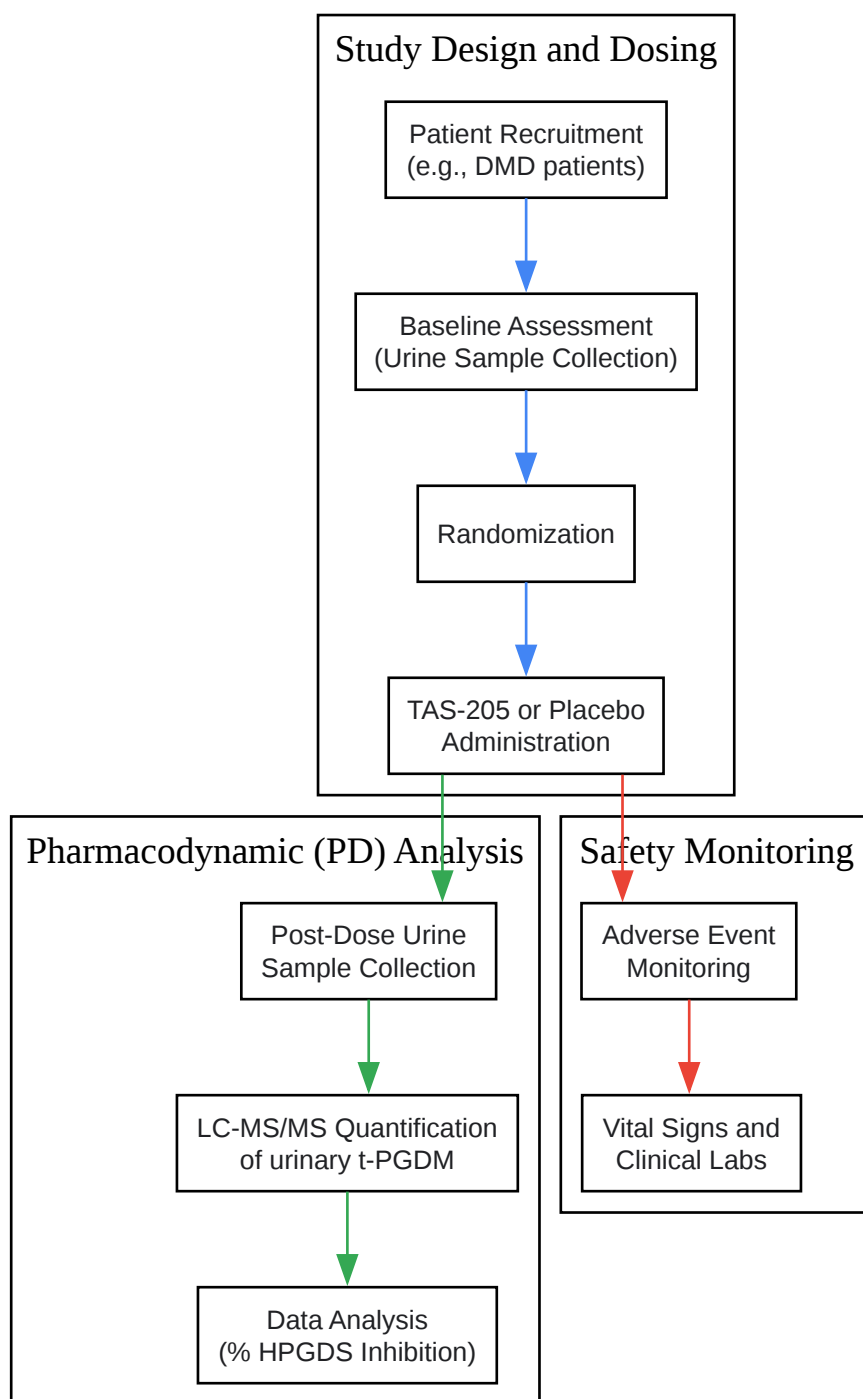 Study Design and Dosing
Patient Recruitment
(e.g., DMD patients)
Baseline Assessment
(Urine Sample Collection)
Randomization
TAS-205 or Placebo
Administration
Pharmacodynamic (PD) Analysis
Post-Dose Urine
Sample Collection
LC-MS/MS Quantification
of urinary t-PGDM
Data Analysis
(% HPGDS Inhibition)
Safety Monitoring
Adverse Event
Monitoring
Vital Signs and
Clinical Labs